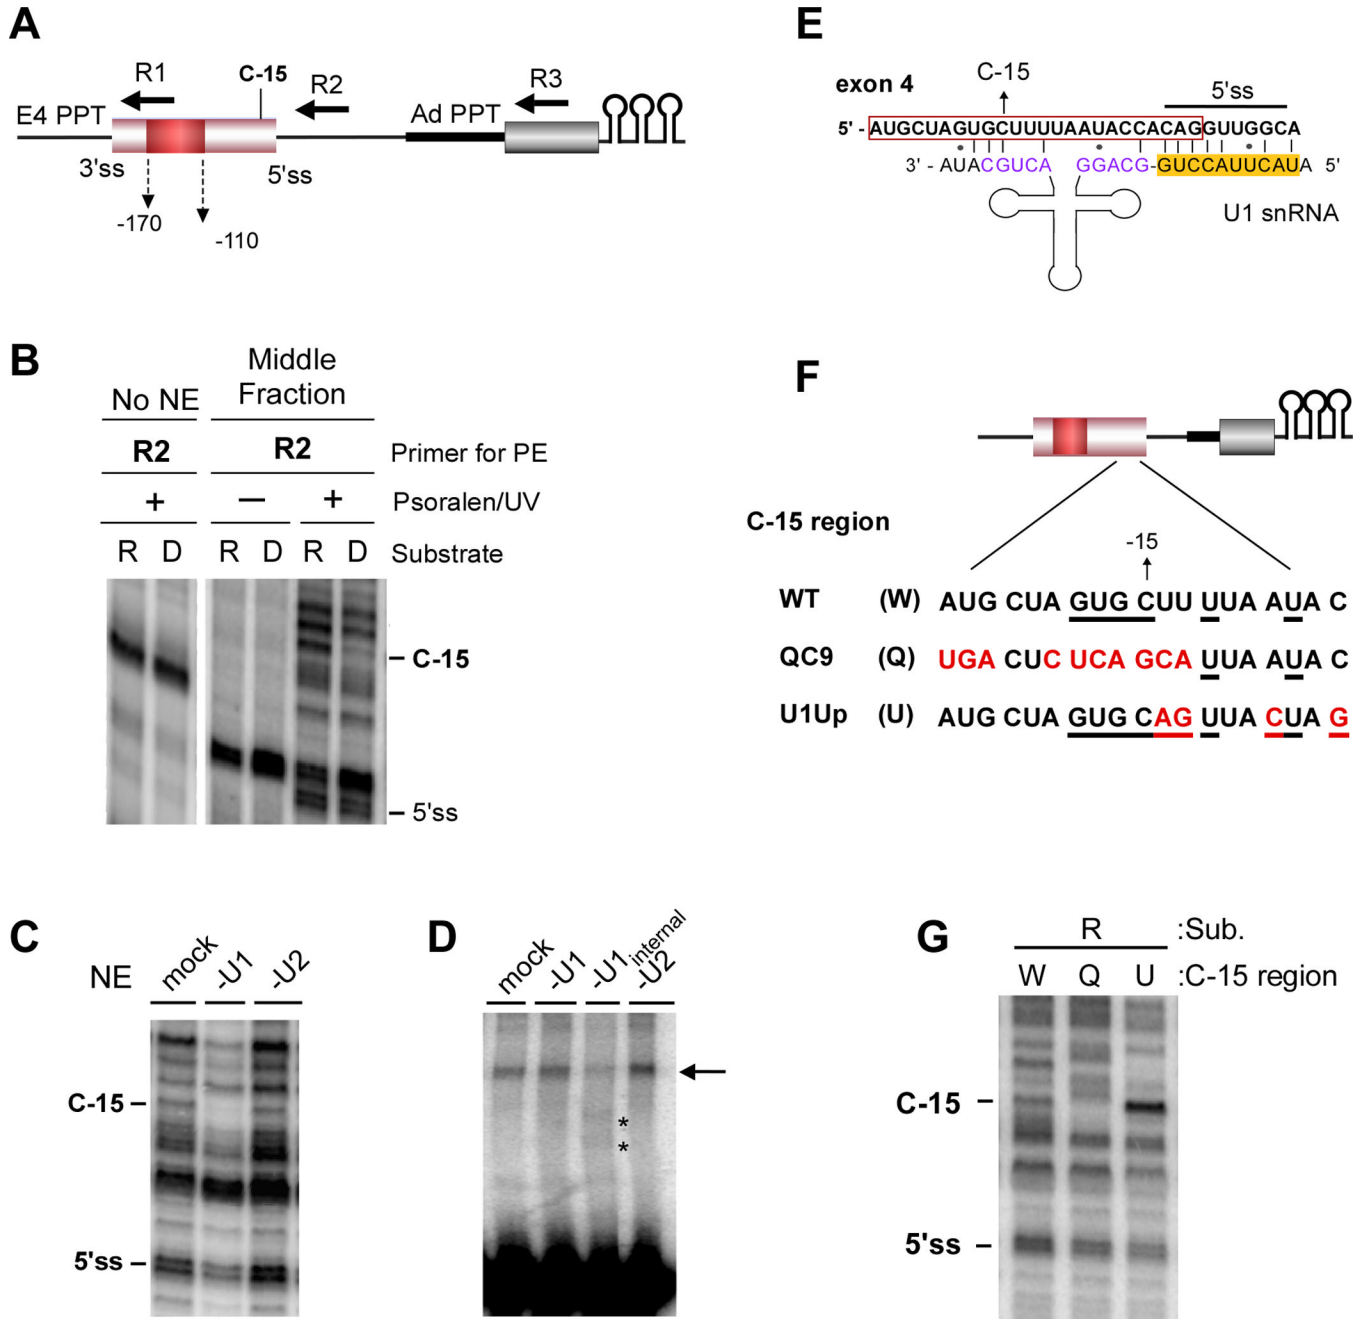 A
R1
C-15
R2
R3
E4 PPT
Ad PPT
3'ss
5'ss
-170
-110
B
Middle
Fraction
No NE
R2
R2
Primer for PE
+
–
+
Psoralen/UV
R D R D R D
Substrate
C-15
5'ss
C
NE
mock
-U1
-U2
C-15
5'ss
D
mock
-U1
-U1 internal
-U2
*
*
E
exon 4
C-15
5'ss
5' - AUGCUAGUGCUUUUAAUACCACAGGUUGGCA
3' - AUACGUCA GGACG-GUCCAUUCAUA 5'
U1 snRNA
F
C-15 region
-15
WT (W) AUG CUA GUGC UU UUA AUA C
QC9 (Q) UGA CUC UCA GCA UUA AUA C
U1Up (U) AUG CUA GUG CAG UUA CUA G
G
R :Sub.
W Q U :C-15 region
C-15
5'ss